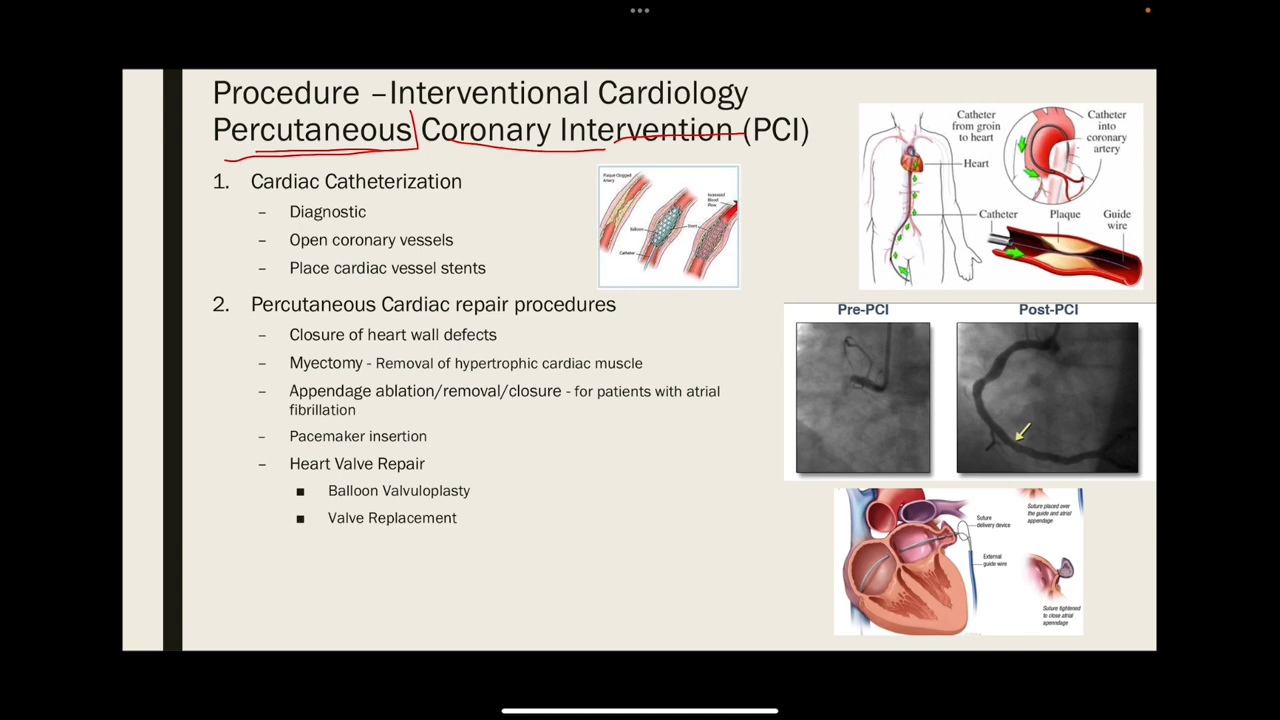 Procedure –Interventional Cardiology
Percutaneous Coronary Intervention (PCI)
1. Cardiac Catheterization
– Diagnostic
– Open coronary vessels
– Place cardiac vessel stents
2. Percutaneous Cardiac repair procedures
– Closure of heart wall defects
– Myectomy - Removal of hypertrophic cardiac muscle
– Appendage ablation/removal/closure - for patients with atrial
fibrillation
– Pacemaker insertion
– Heart Valve Repair
■ Balloon Valvuloplasty
■ Valve Replacement
Plaque Clogged
Artery
Balloon
Catheter
Stent
Increased
Blood
Flow
Catheter
from groin
to heart
Heart
Catheter
into
coronary
artery
Catheter
Plaque
Guide
wire
Pre-PCI
Post-PCI
Suture
delivery device
External
guide wire
Suture placed over
the guide and atrial
appendage
Suture tightened
to close atrial
appendage